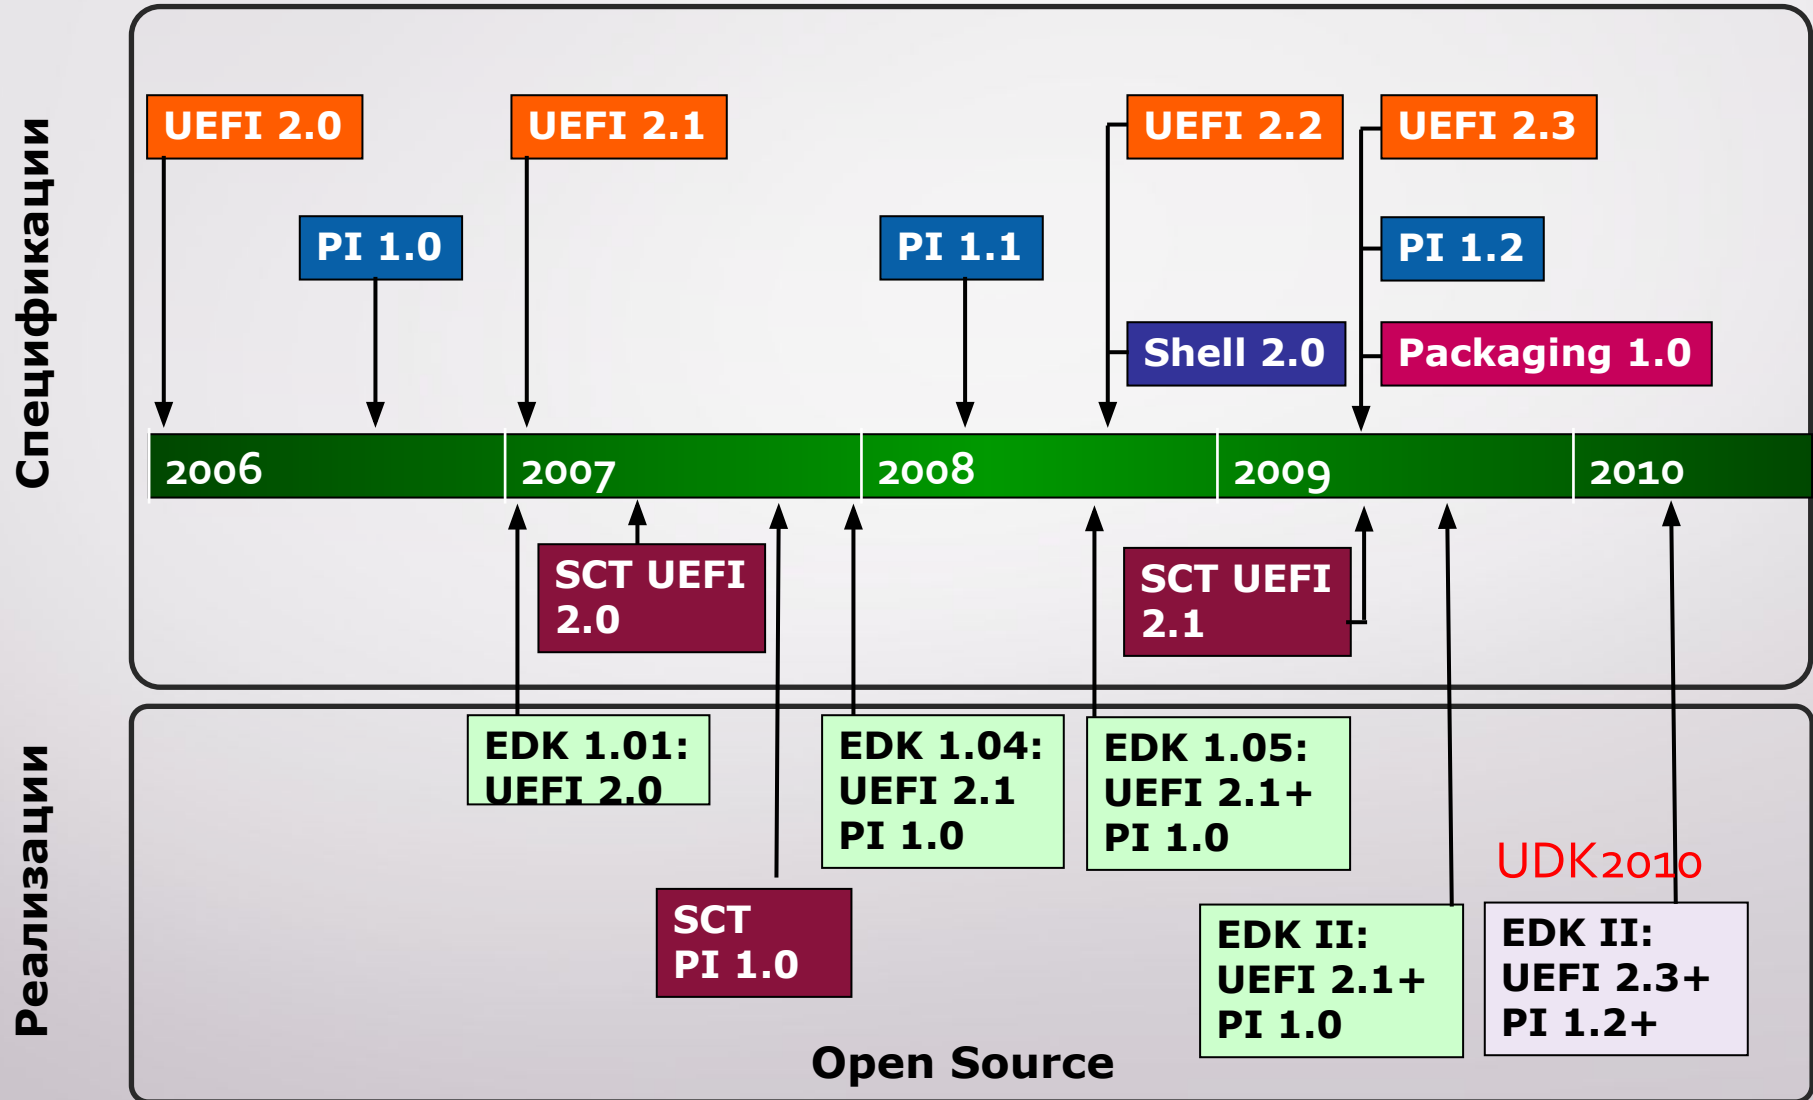 Спецификации
UEFI 2.0
UEFI 2.1
UEFI 2.2
UEFI 2.3
PI 1.0
PI 1.1
PI 1.2
Shell 2.0
Packaging 1.0
2006
2007
2008
2009
2010
SCT UEFI
2.0
SCT UEFI
2.1
Реализации
EDK 1.01:
UEFI 2.0
EDK 1.04:
UEFI 2.1
PI 1.0
EDK 1.05:
UEFI 2.1+
PI 1.0
UDK2010
SCT
PI 1.0
EDK II:
UEFI 2.1+
PI 1.0
EDK II:
UEFI 2.3+
PI 1.2+
Open Source